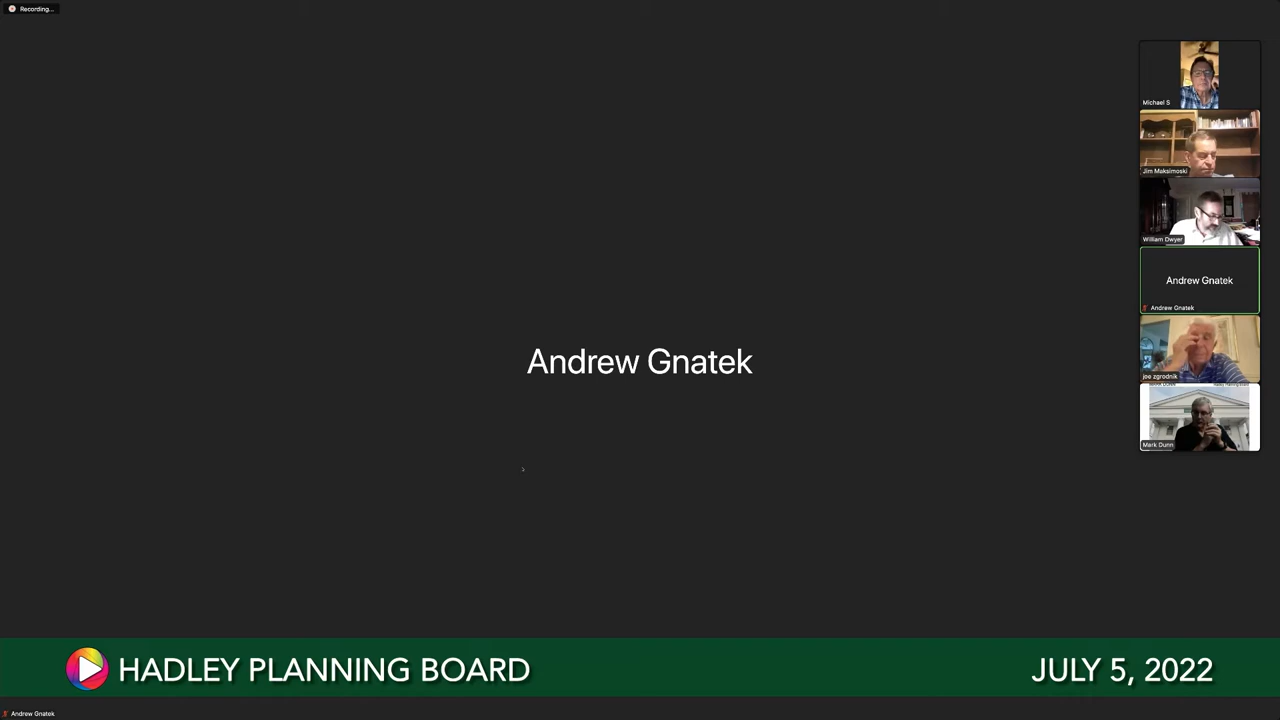 Recording...
Andrew Gnatek
Michael S
Jim Maksimoski
William Dwyer
Andrew Gnatek
Andrew Gnatek
joe zgrodnik
Mark Dunn
HADLEY PLANNING BOARD
JULY 5, 2022
Andrew Gnatek